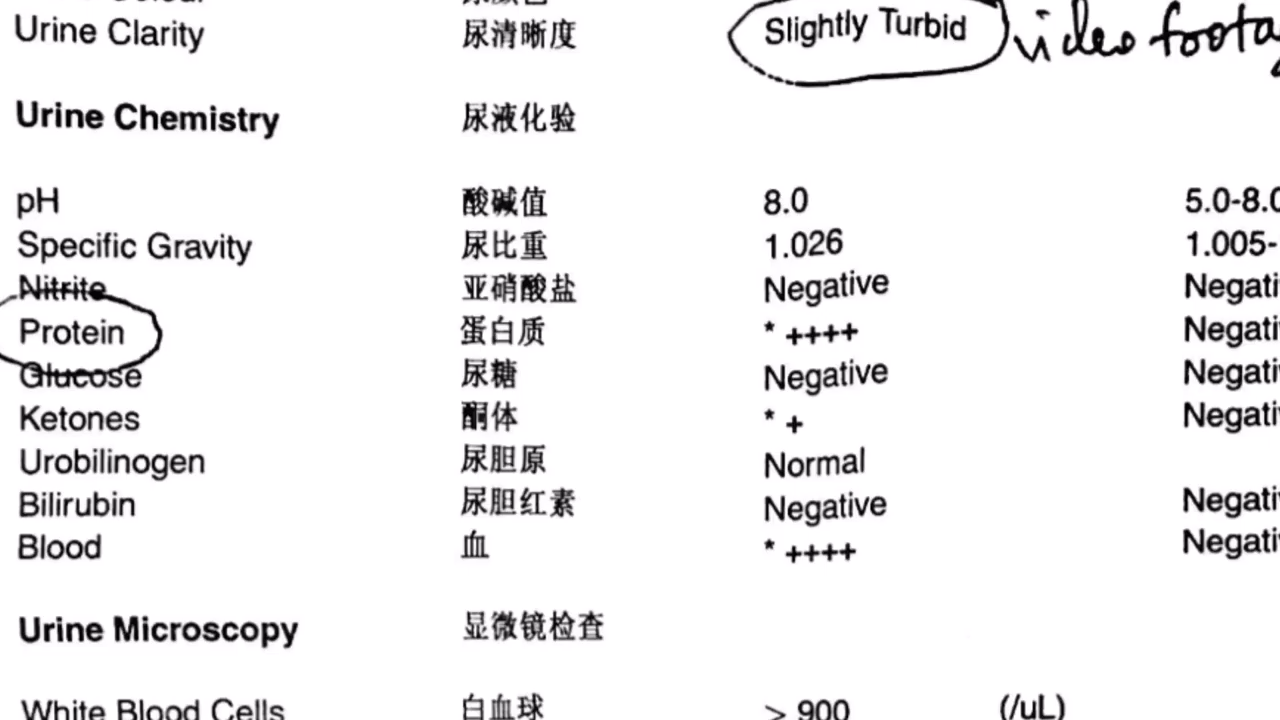 Urine Clarity 尿清晰度 Slightly Turbid video foota
Urine Chemistry 尿液化验
pH 酸碱值 8.0 5.0-8.0
Specific Gravity 尿比重 1.026 1.005-
Nitrite 亚硝酸盐 Negative Negati
Protein 蛋白质 * ++++ Negativ
Glucose 尿糖 Negative Negati
Ketones 酮体 * + Negati
Urobilinogen 尿胆原 Normal
Bilirubin 尿胆红素 Negative Negati
Blood 血 * ++++ Negati
Urine Microscopy 显微镜检查
White Blood Cells 白血球 > 900 (/uL)